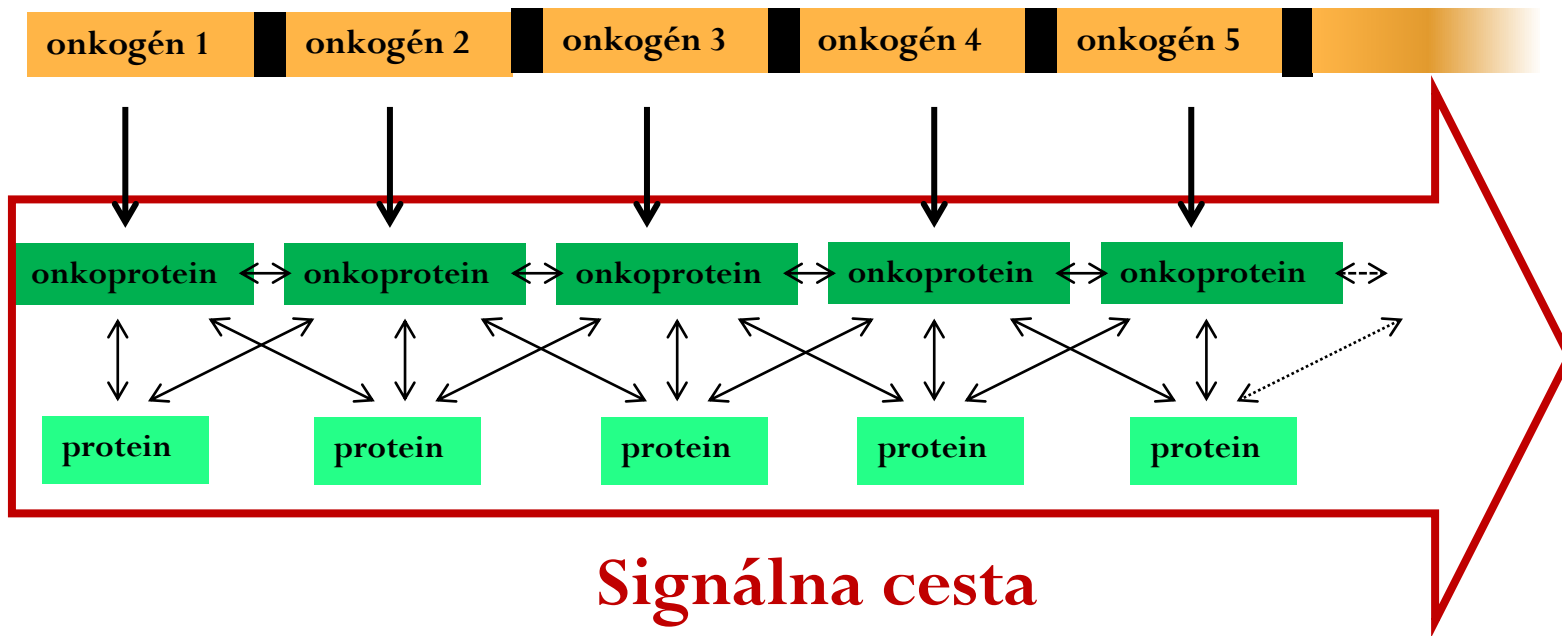 onkogén 1
onkogén 2
onkogén 3
onkogén 4
onkogén 5
onkoprotein
onkoprotein
onkoprotein
onkoprotein
onkoprotein
protein
protein
protein
protein
protein
Signálna cesta